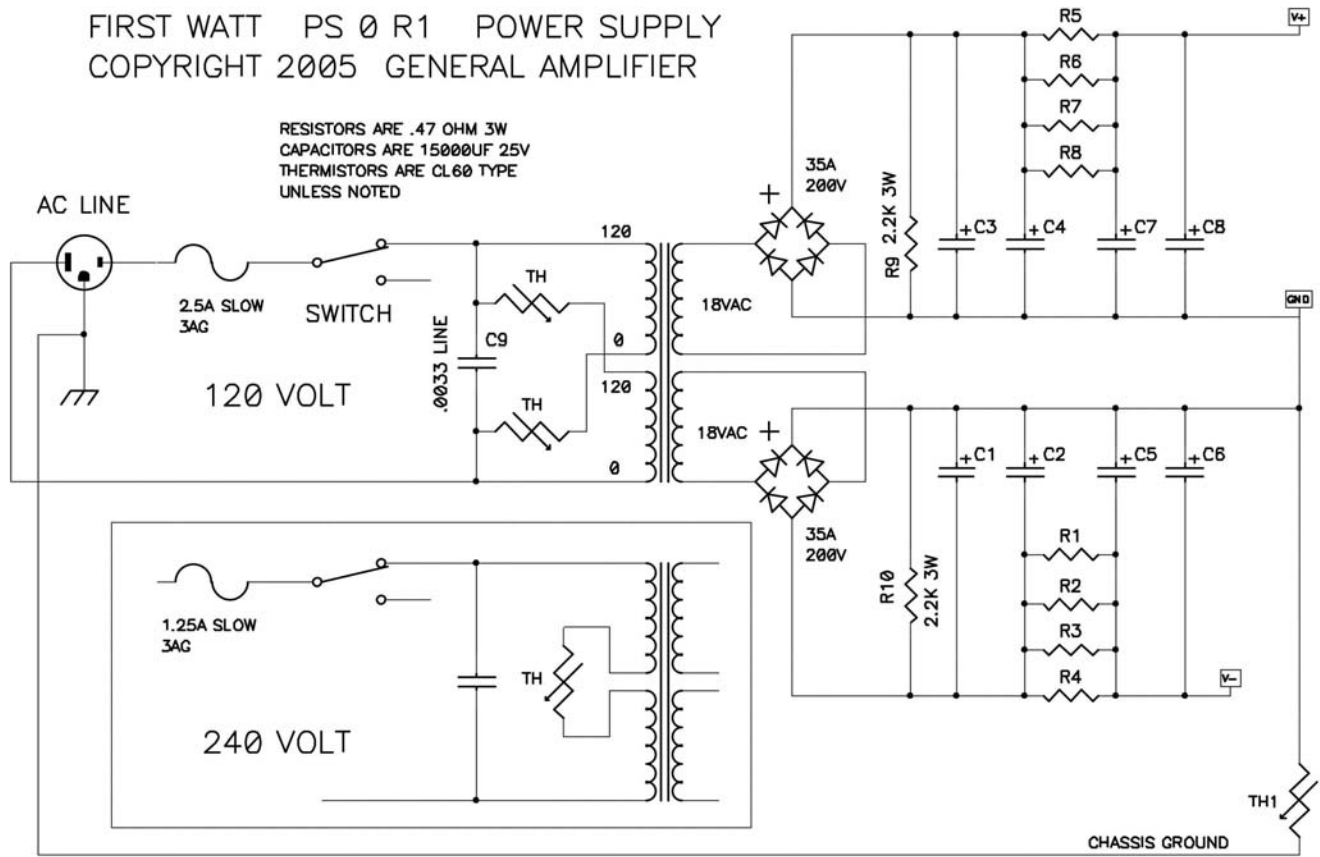 FIRST WATT PS 0 R1 POWER SUPPLY
COPYRIGHT 2005 GENERAL AMPLIFIER
RESISTORS ARE .47 OHM 3W
CAPACITORS ARE 15000UF 25V
THERMISTORS ARE CL60 TYPE
UNLESS NOTED
AC LINE
2.5A SLOW
3AG
SWITCH
120 VOLT
C9
.0033 LINE
TH
TH
120
0
120
0
18VAC
18VAC
+
35A
200V
+
35A
200V
R9 2.2K 3W
+C3
+C4
+C7
+C8
R5
R6
R7
R8
V+
GND
+C1
+C2
+C5
+C6
R10
2.2K 3W
R1
R2
R3
R4
V-
TH1
CHASSIS GROUND
1.25A SLOW
3AG
TH
240 VOLT